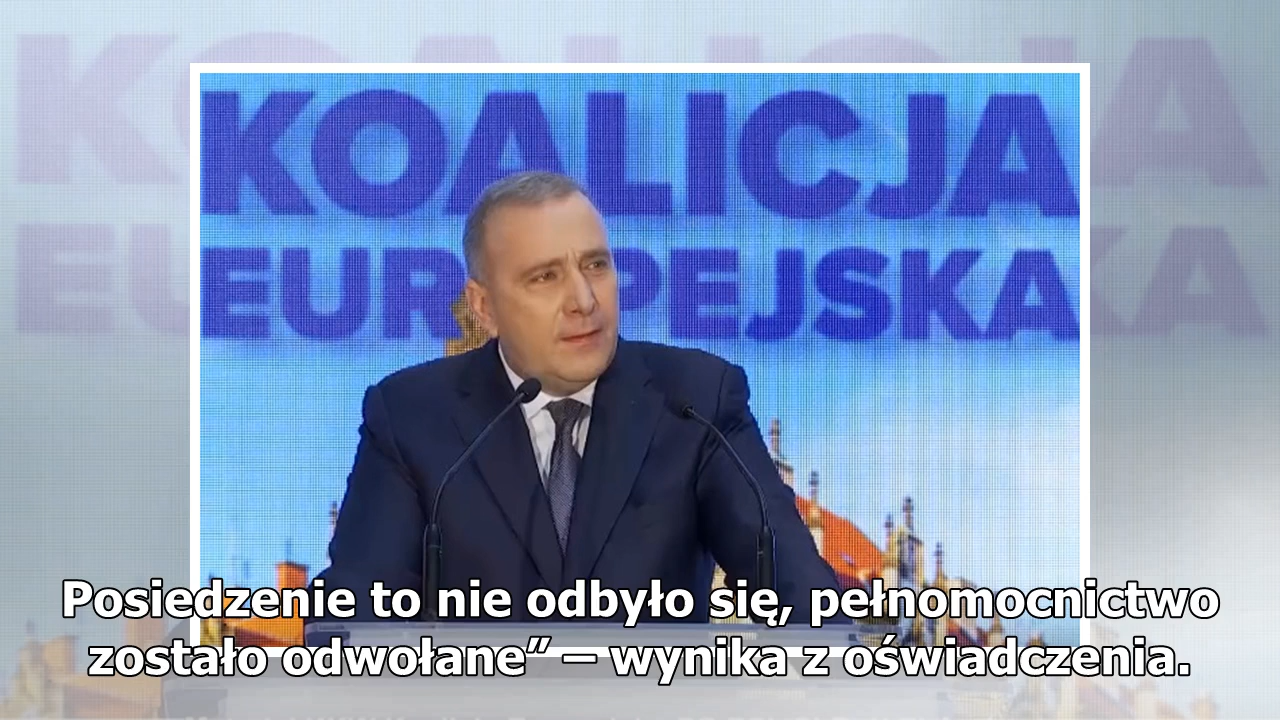 KOALICJA
EUR PEJSKA
Posiedzenie to nie odbyło się, pełnomocnictwo
zostało odwołane” – wynika z oświadczenia.